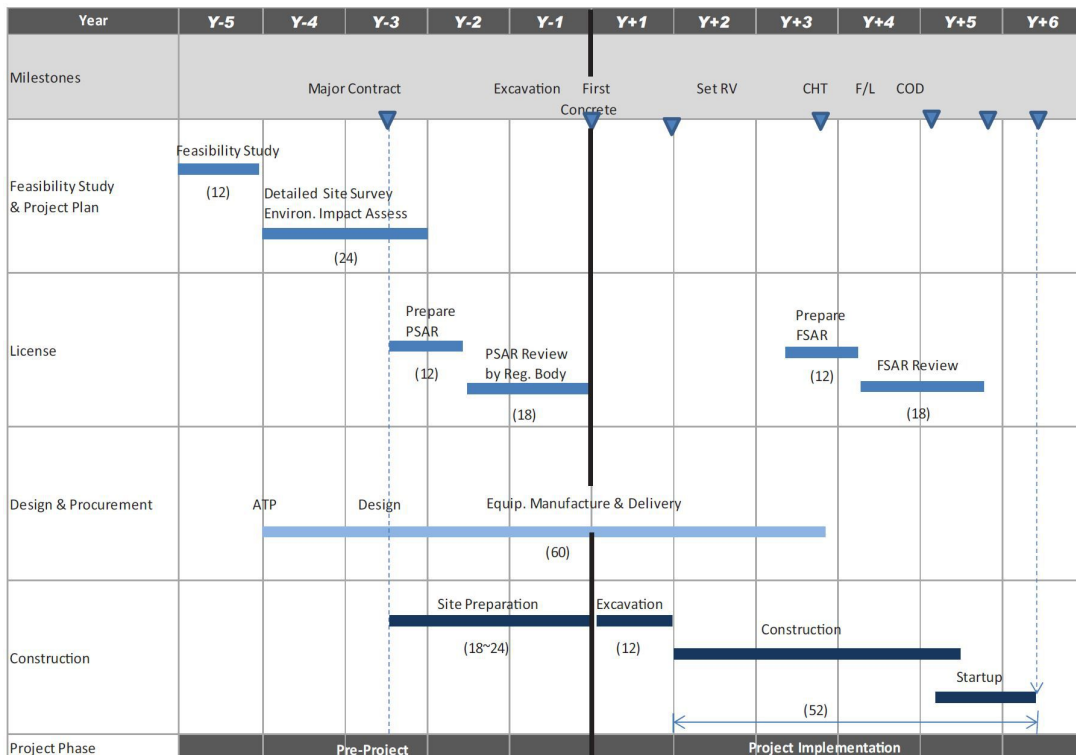 Year Y-5 Y-4 Y-3 Y-2 Y-1 Y+1 Y+2 Y+3 Y+4 Y+5 Y+6
Milestones
Major Contract Excavation First Set RV CHT F/L COD
Concrete
Feasibility Study
(12)
Feasibility Study
& Project Plan
Detailed Site Survey
Environ. Impact Assess
(24)
License
Prepare
PSAR
(12)
PSAR Review
by Reg. Body
(18)
Prepare
FSAR
(12)
FSAR Review
(18)
Design & Procurement
ATP Design Equip. Manufacture & Delivery
(60)
Construction
Site Preparation
(18~24)
Excavation
(12)
Construction
Startup
(52)
Project Phase Pre-Project Project Implementation